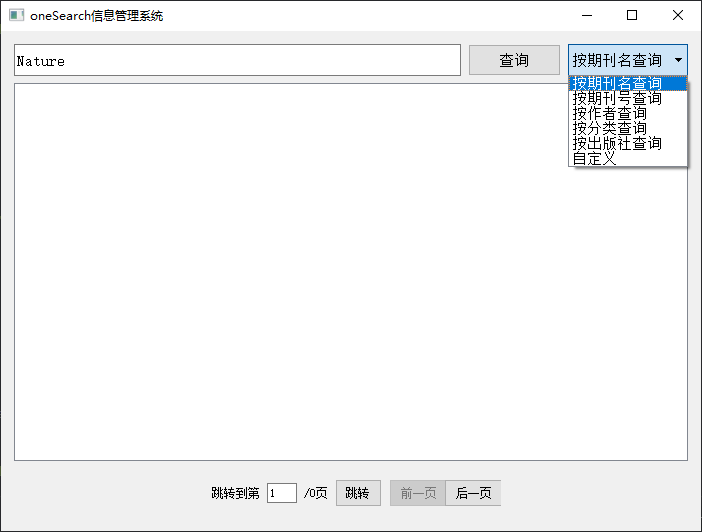 oneSearch信息管理系统
Nature
查询
按期刊名查询
按期刊名查询
按期刊号查询
按作者查询
按分类查询
按出版社查询
自定义
跳转到第 1 /0页 跳转 前一页 后一页